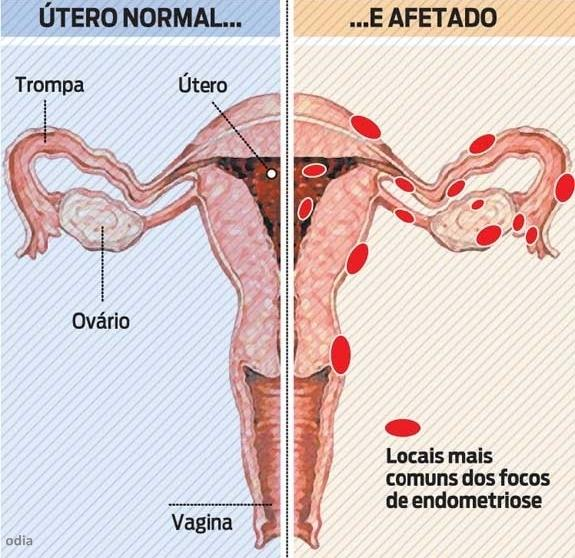 ÚTERO NORMAL...
...E AFETADO
Trompa
Útero
Ovário
Vagina
Locais mais
comuns dos focos
de endometriose
odia